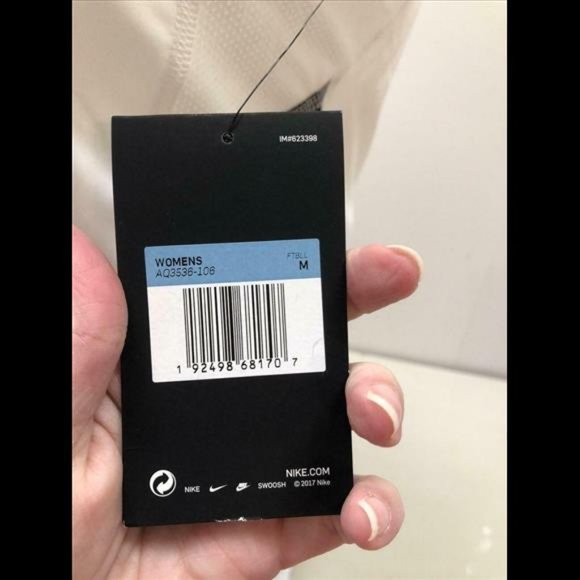 IM#623398
WOMENS
AQ3536-106
FTBLL
M
1 92498 68170 7
NIKE.COM
NIKE SWOOSH © 2017 Nike